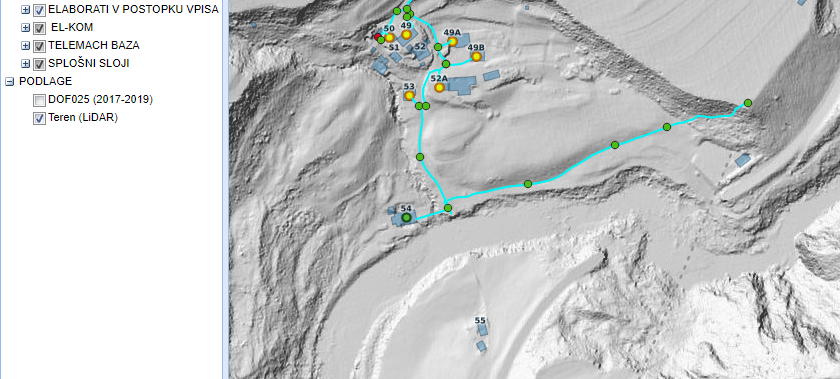 ELABORATI V POSTOPKU VPISA
EL-KOM
TELEMACH BAZA
SPLOŠNI SLOJI
PODLAGE
DOF025 (2017-2019)
Teren (LiDAR)
50
49
49A
51
52
49B
52A
53
54
55